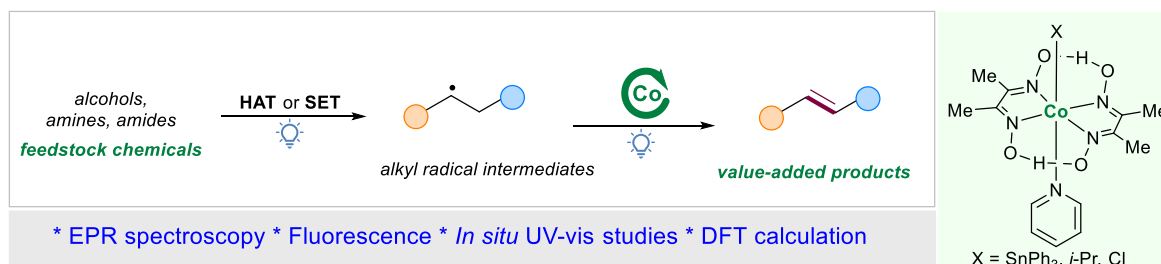 alcohols,
amines, amides
feedstock chemicals
HAT or SET
alkyl radical intermediates
Co
value-added products
* EPR spectroscopy * Fluorescence * In situ UV-vis studies * DFT calculation
X
O H O
Me N N
Me Co Me
N N Me
O H O
N
X = SnPh3, i-Pr, Cl